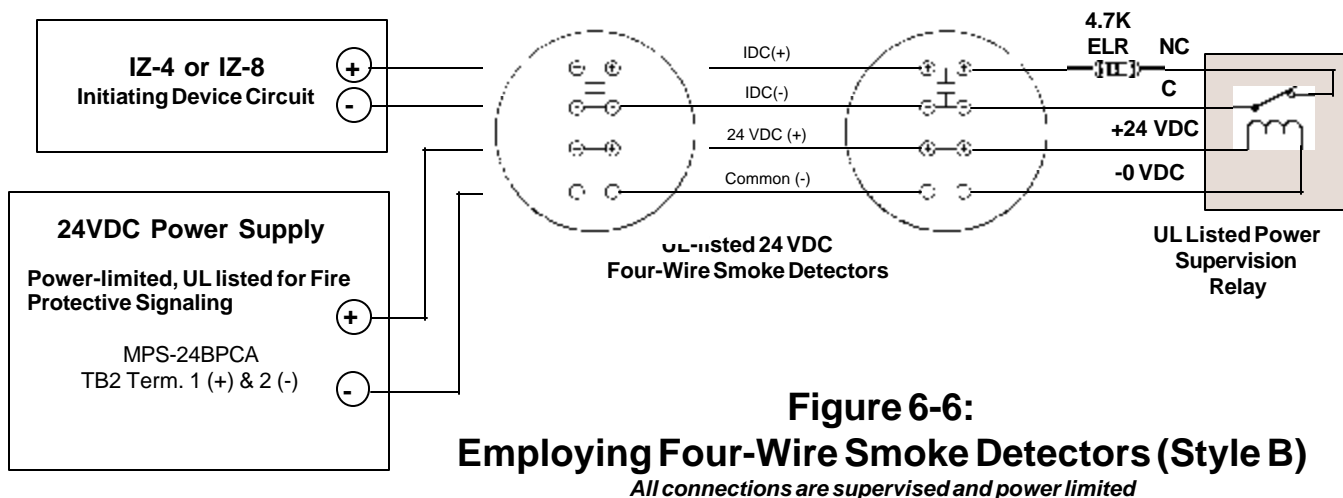 IZ-4 or IZ-8
Initiating Device Circuit
+
-
24VDC Power Supply
Power-limited, UL listed for Fire
Protective Signaling
+
MPS-24BPCA
TB2 Term. 1 (+) & 2 (-)
-
IDC(+)
IDC(-)
24 VDC (+)
Common (-)
UL-listed 24 VDC
Four-Wire Smoke Detectors
4.7K
ELR
NC
C
+24 VDC
-0 VDC
UL Listed Power
Supervision
Relay
Figure 6-6:
Employing Four-Wire Smoke Detectors (Style B)
All connections are supervised and power limited